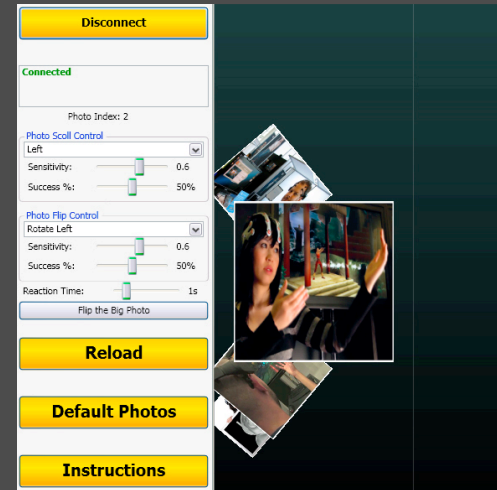 Disconnect
Connected
Photo Index: 2
Photo Scoll Control
Left
Sensitivity: 0.6
Success %: 50%
Photo Flip Control
Rotate Left
Sensitivity: 0.6
Success %: 50%
Reaction Time: 1s
Flip the Big Photo
Reload
Default Photos
Instructions